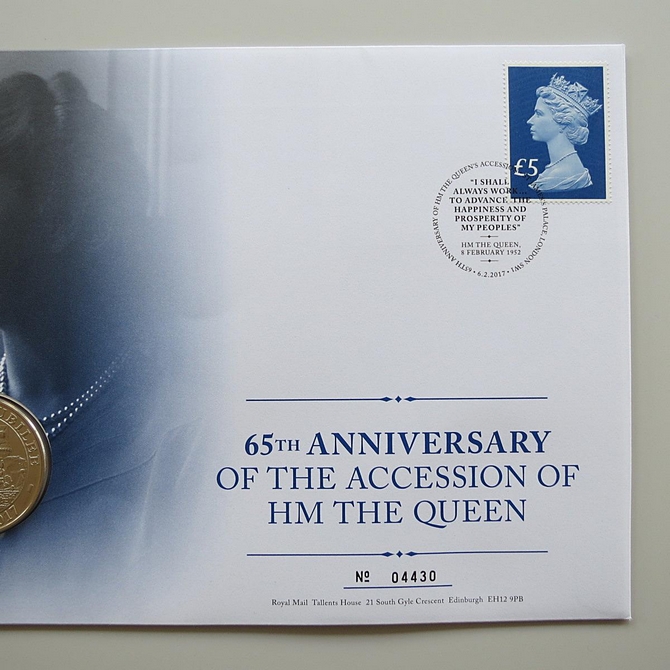 £5
65TH ANNIVERSARY OF HM THE QUEEN'S ACCESSION PALACE, LONDON SW1 • 6.2.2017 •
"I SHALL
ALWAYS WORK...
TO ADVANCE THE
HAPPINESS AND
PROSPERITY OF
MY PEOPLES"
HM THE QUEEN,
8 FEBRUARY 1952
65TH ANNIVERSARY
OF THE ACCESSION OF
HM THE QUEEN
Nº 04430
Royal Mail Tallents House 21 South Gyle Crescent Edinburgh EH12 9PB